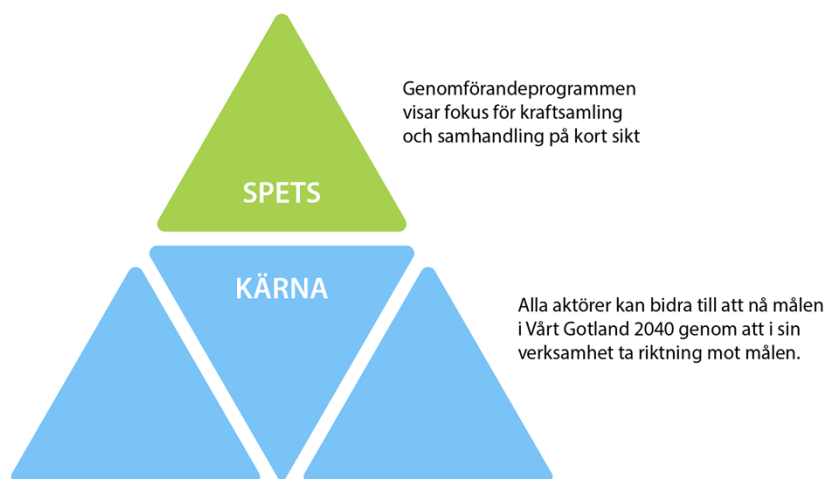 Genomförandeprogrammen
visar fokus för kraftsamling
och samhandling på kort sikt
SPETS
KÄRNA
Alla aktörer kan bidra till att nå målen
i Vårt Gotland 2040 genom att i sin
verksamhet ta riktning mot målen.